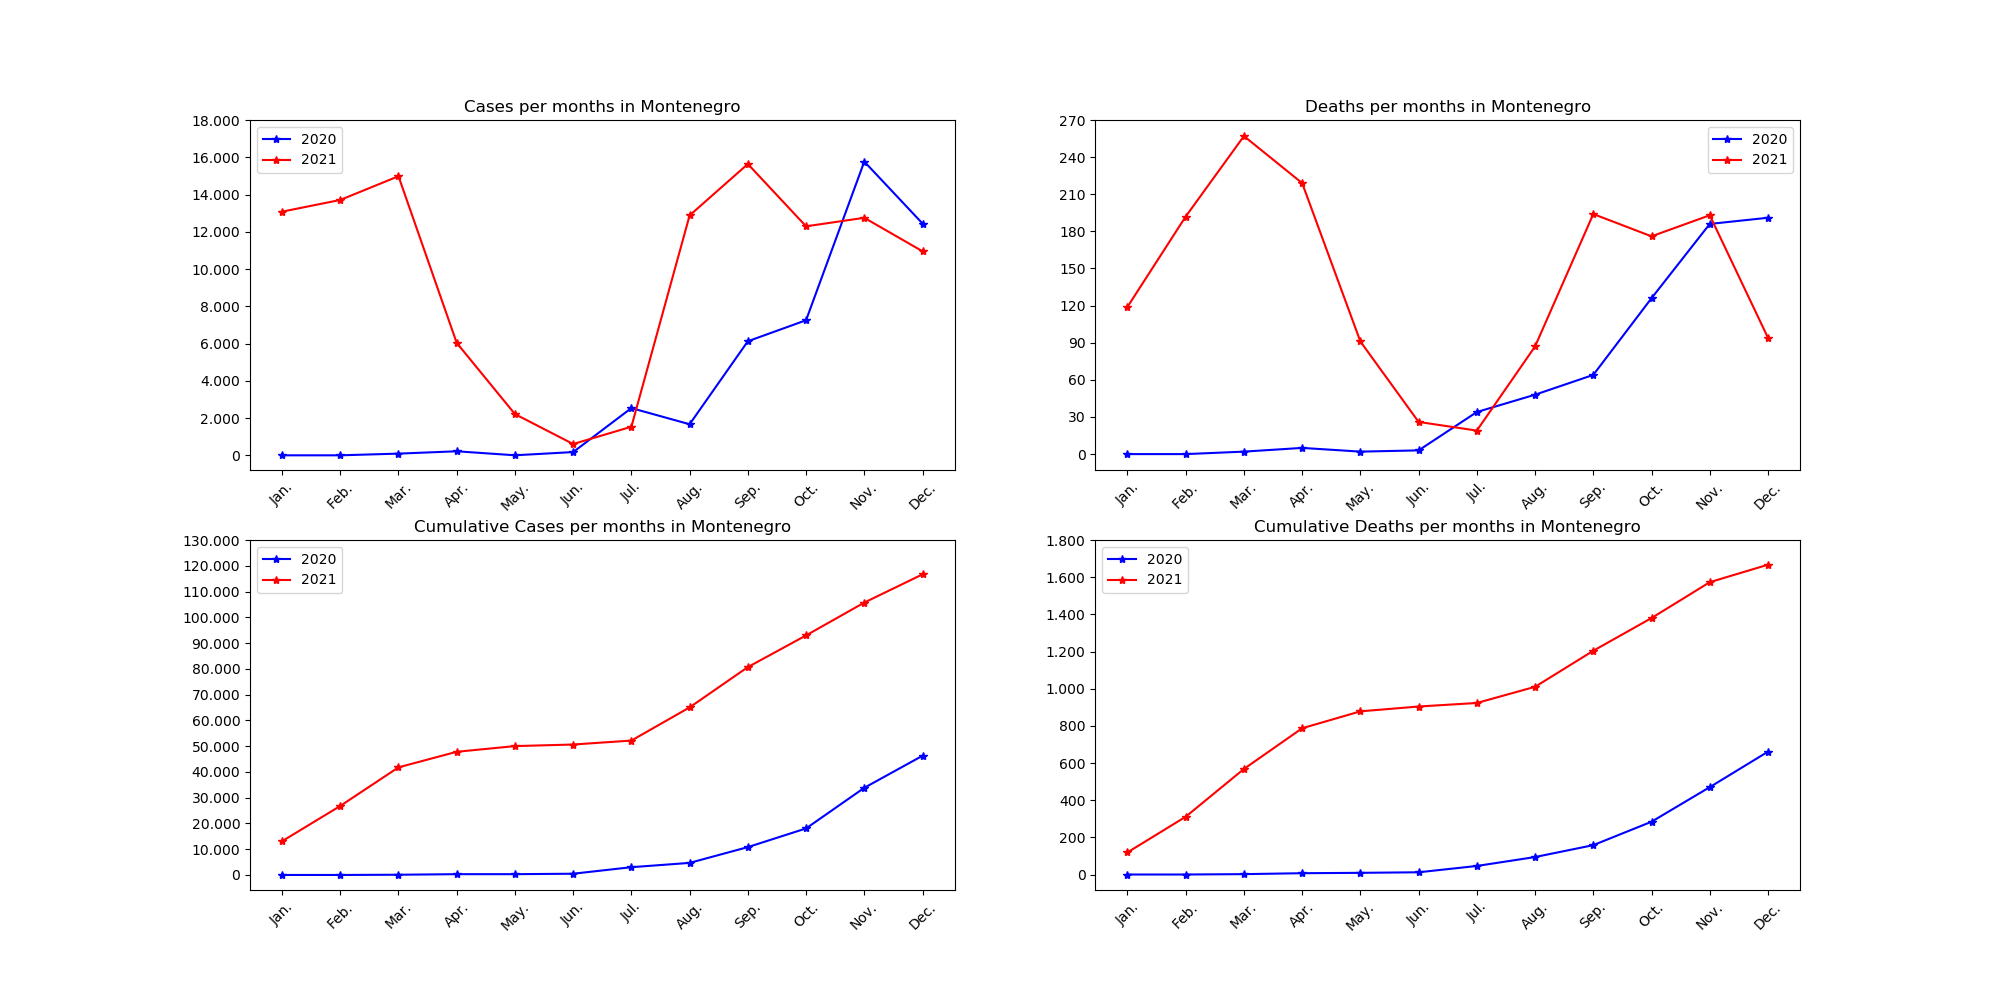 Cases per months in Montenegro
18.000
16.000
14.000
12.000
10.000
8.000
6.000
4.000
2.000
0
2020
2021
Jan.
Feb.
Mar.
Apr.
May.
Jun.
Jul.
Aug.
Sep.
Oct.
Nov.
Dec.
Deaths per months in Montenegro
270
240
210
180
150
120
90
60
30
0
2020
2021
Jan.
Feb.
Mar.
Apr.
May.
Jun.
Jul.
Aug.
Sep.
Oct.
Nov.
Dec.
Cumulative Cases per months in Montenegro
130.000
120.000
110.000
100.000
90.000
80.000
70.000
60.000
50.000
40.000
30.000
20.000
10.000
0
2020
2021
Jan.
Feb.
Mar.
Apr.
May.
Jun.
Jul.
Aug.
Sep.
Oct.
Nov.
Dec.
Cumulative Deaths per months in Montenegro
1.800
1.600
1.400
1.200
1.000
800
600
400
200
0
2020
2021
Jan.
Feb.
Mar.
Apr.
May.
Jun.
Jul.
Aug.
Sep.
Oct.
Nov.
Dec.